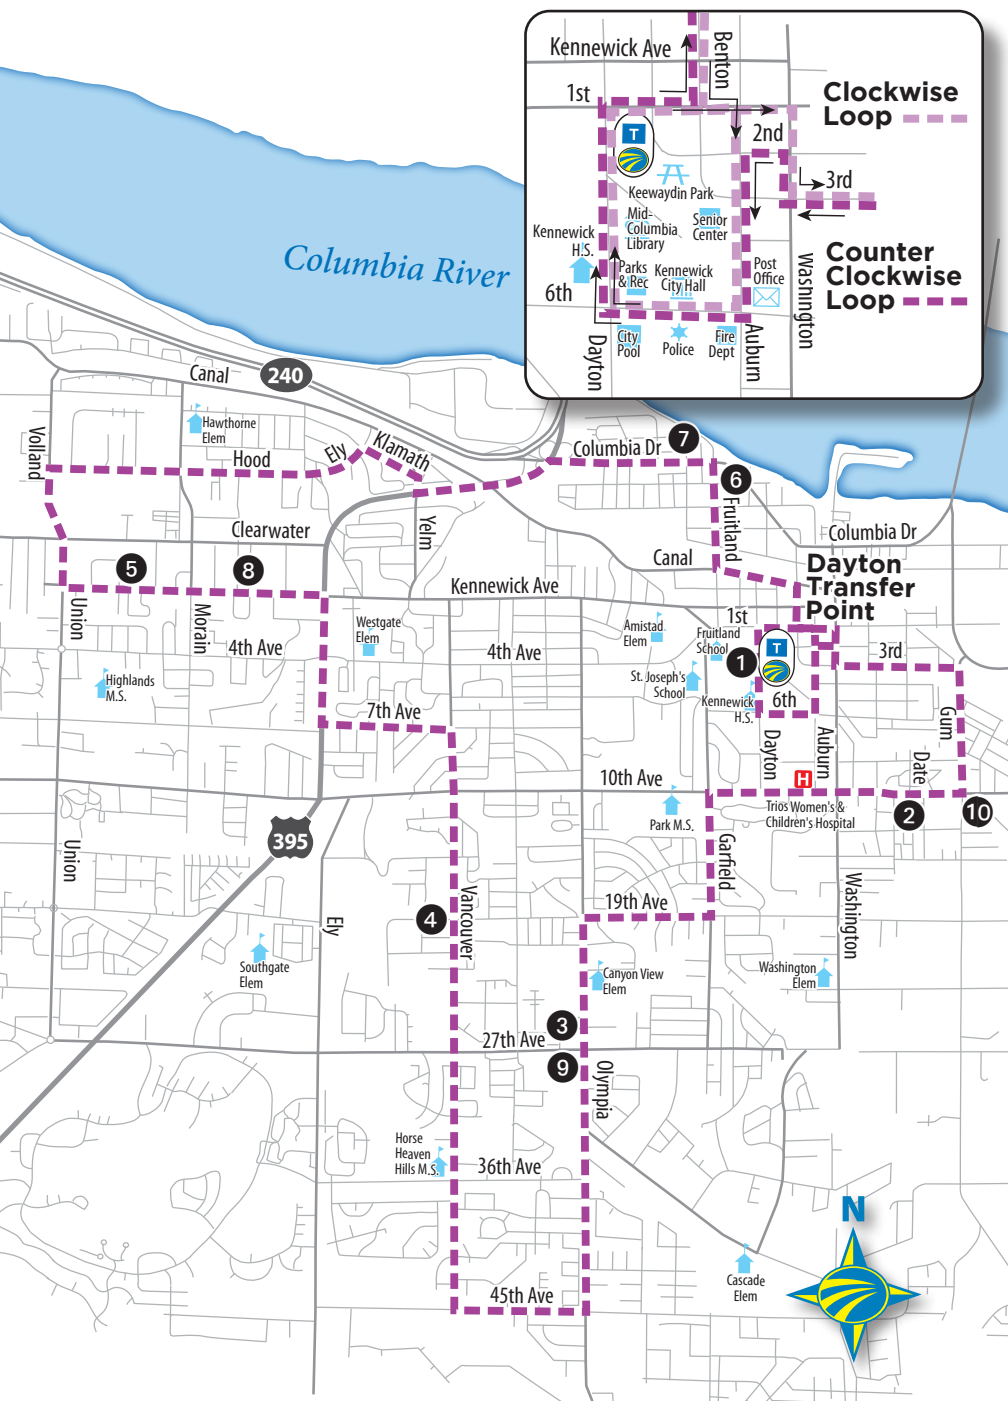 Kennewick Ave
Benton
1st
Clockwise
Loop
T
2nd
3rd
Keewaydin Park
Mid-
Columbia
Library
Senior
Center
Kennewick
H.S.
Parks
& Rec
Kennewick
City Hall
Post
Office
6th
Washington
Counter
Clockwise
Loop
City
Pool
Police
Fire
Dept
Dayton
Auburn
Columbia River
Canal
240
Hawthorne
Elem
Volland
Hood
Ely
Klamath
Columbia Dr
7
6
Fruitland
Clearwater
Yelm
Columbia Dr
Canal
5
8
Kennewick Ave
Dayton
Transfer
Point
Union
Morain
4th Ave
Westgate
Elem
4th Ave
Amistad
Elem
1st
Fruitland
School
1
T
3rd
Highlands
M.S.
St. Joseph's
School
Kennewick
H.S.
6th
7th Ave
Gum
Dayton
Auburn
Date
10th Ave
H
Trios Women's &
Children's Hospital
2
10
Park M.S.
395
Union
Garfield
Washington
19th Ave
4
Vancouver
Ely
Southgate
Elem
Canyon View
Elem
Washington
Elem
3
27th Ave
9
Olympia
Horse
Heaven
Hills M.S.
36th Ave
N
Cascade
Elem
45th Ave